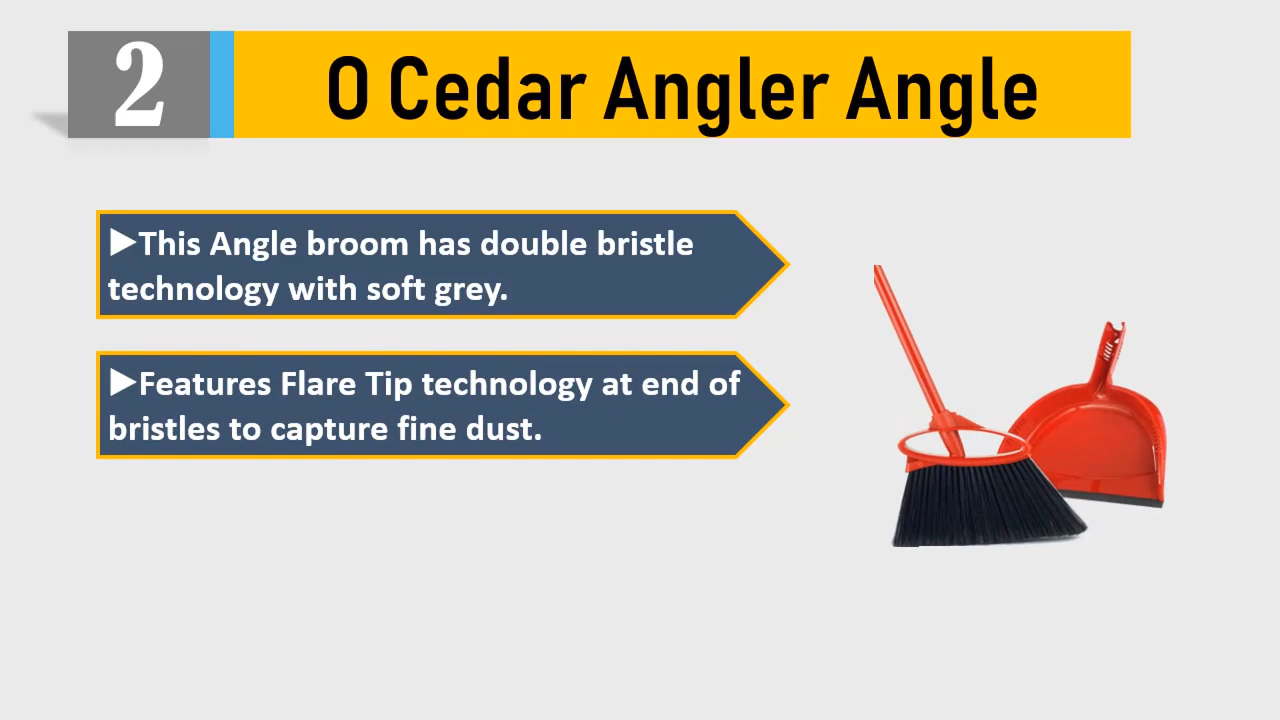 2
O Cedar Angler Angle
▶This Angle broom has double bristle
technology with soft grey.
▶Features Flare Tip technology at end of
bristles to capture fine dust.